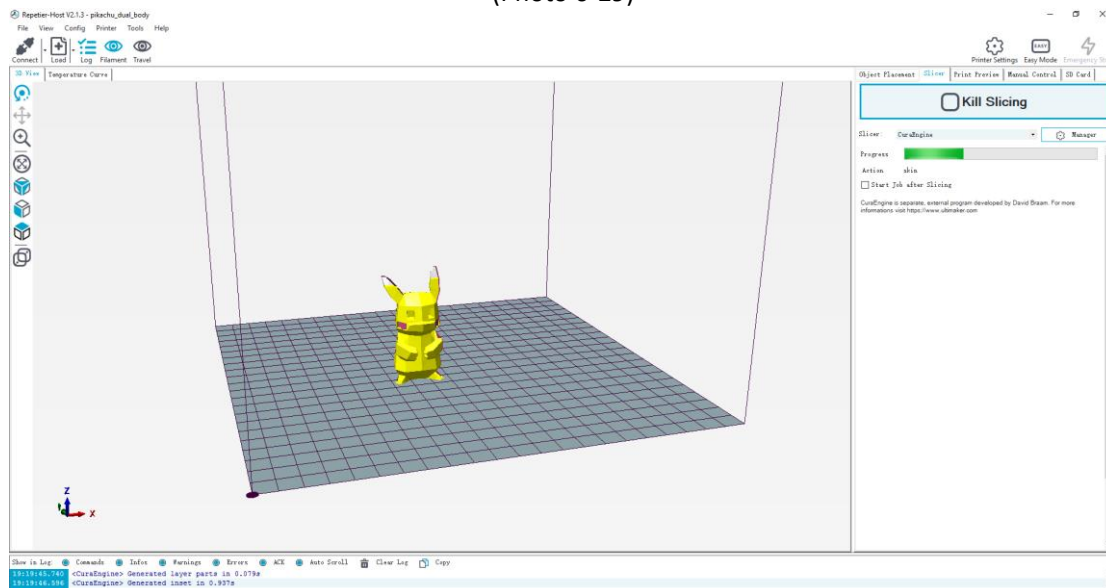 Repetier-Host V2.1.3 - pikachu_dual_body
File View Config Printer Tools Help
Connect Load Log Filament Travel
Printer Settings Easy Mode Emergency
EASY
3D View Temperature Curve
Object Placement Slicer Print Preview Manual Control SD Card
Kill Slicing
Slicer: CuraEngine Manager
Progress
Action skin
Start Job after Slicing
CuraEngine is separate, external program developed by David Braam. For more
informations visit https://www.ultimaker.com
Z
X
Show in Log: Commands Infos Warnings Errors ACK Auto Scroll Clear Log Copy
19:19:45.740 <CuraEngine> Generated layer parts in 0.079s
19:19:46.896 <CuraEngine> Generated inset in 0.937s